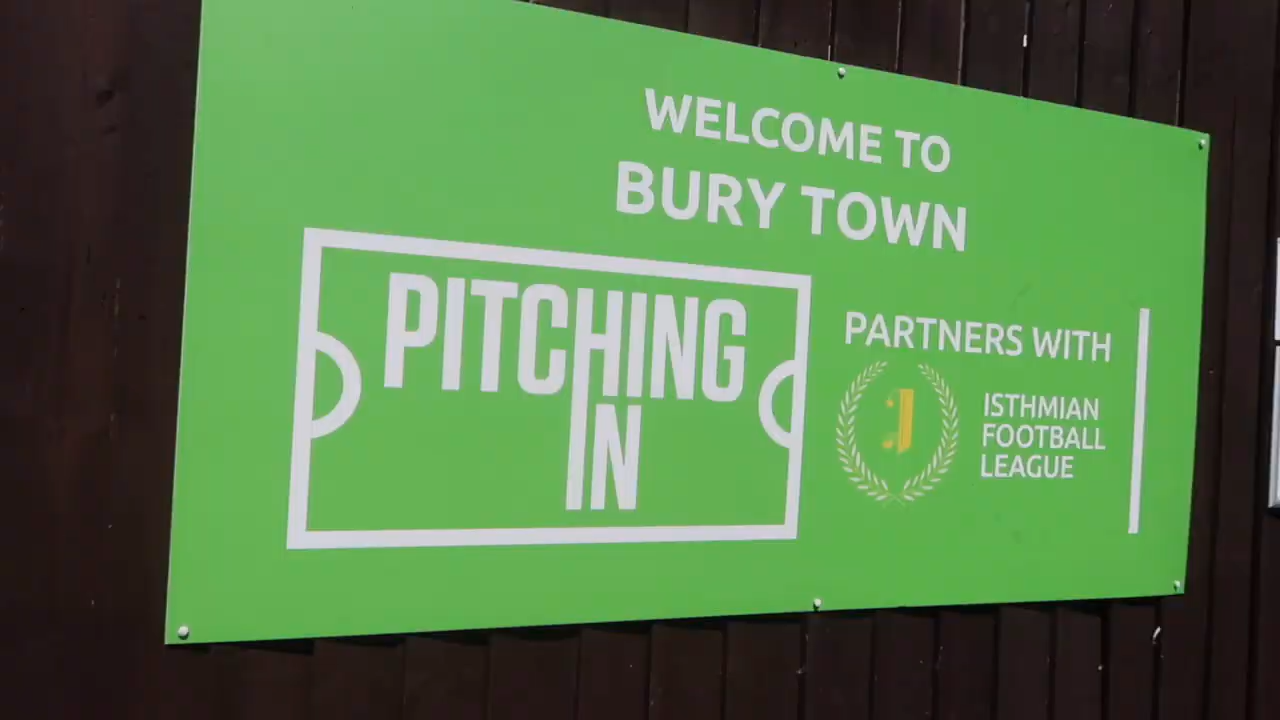 WELCOME TO
BURY TOWN
PITCHING
IN
PARTNERS WITH
ISTHMIAN
FOOTBALL
LEAGUE